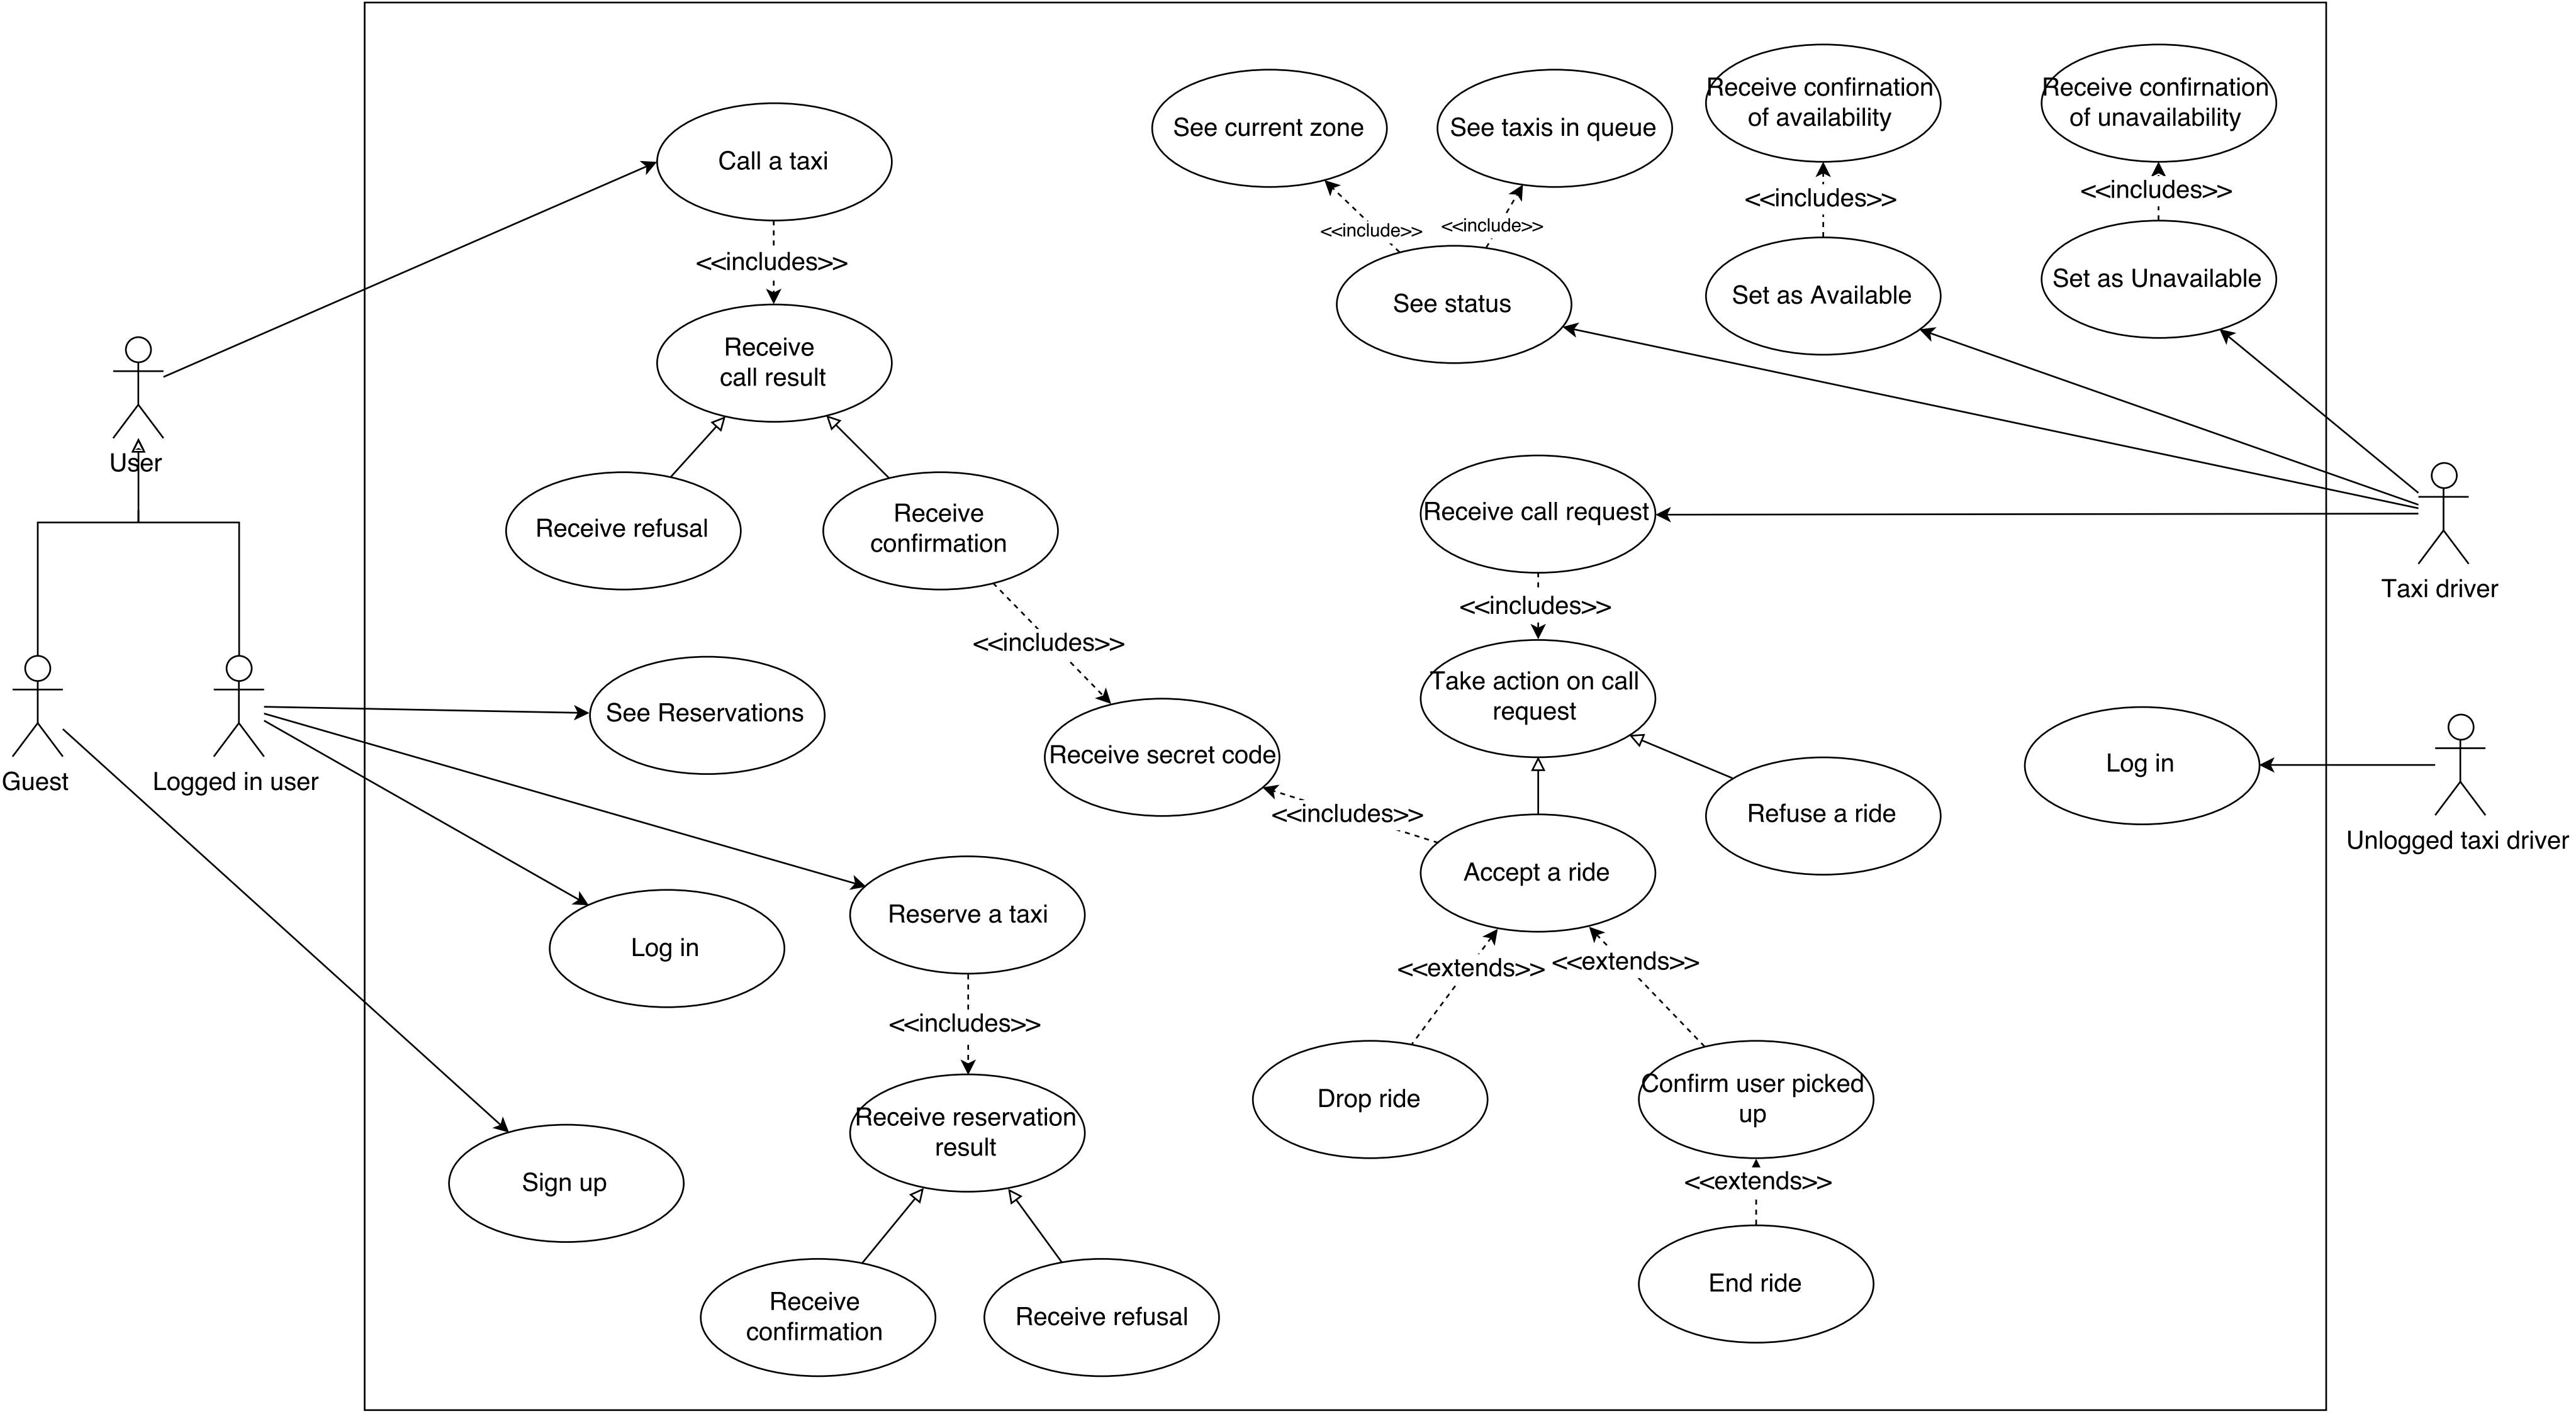 Receive confirnation
of availability
Receive confirnation
of unavailability
See current zone
See taxis in queue
Call a taxi
<<includes>>
<<includes>>
<<include>>
<<include>>
<<includes>>
Set as Available
Set as Unavailable
See status
Receive
call result
User
Receive refusal
Receive
confirmation
Receive call request
Taxi driver
<<includes>>
<<includes>>
Take action on call
request
See Reservations
Receive secret code
Log in
Guest
Logged in user
<<includes>>
Refuse a ride
Unlogged taxi driver
Accept a ride
Reserve a taxi
Log in
<<extends>>
<<extends>>
<<includes>>
Drop ride
Confirm user picked
up
Receive reservation
result
Sign up
<<extends>>
End ride
Receive
confirmation
Receive refusal